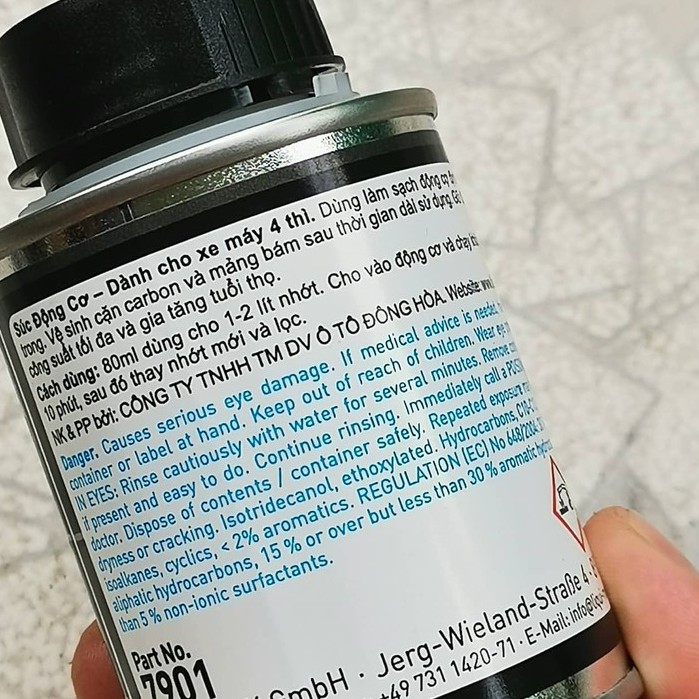 Súc Động Cơ – Dành cho xe máy 4 thì. Dùng làm sạch động cơ
trong. Vệ sinh cặn carbon và mảng bám sau thời gian dài sử dụng.
công suất tối đa và gia tăng tuổi thọ.
Cách dùng: 80ml dùng cho 1-2 lít nhớt. Cho vào động cơ và chạy
10 phút, sau đó thay nhớt mới và lọc.
NK & PP bởi: CÔNG TY TNHH TM DV Ô TÔ ĐÔNG HÒA. Website:
Danger. Causes serious eye damage. If medical advice is needed,
container or label at hand. Keep out of reach of children. Wear eye
IN EYES: Rinse cautiously with water for several minutes. Remove
if present and easy to do. Continue rinsing. Immediately call a
doctor. Dispose of contents / container safely. Repeated exposure
dryness or cracking. Isotridecanol, ethoxylated. Hydrocarbons,
isoalkanes, cyclics, < 2% aromatics. REGULATION (EC) No 648/2004:
aliphatic hydrocarbons, 15 % or over but less than 30 % aromatic
than 5 % non-ionic surfactants.
Part No.
7901
GmbH · Jerg-Wieland-Straße 4 ·
+49 731 1420-71 · E-Mail: